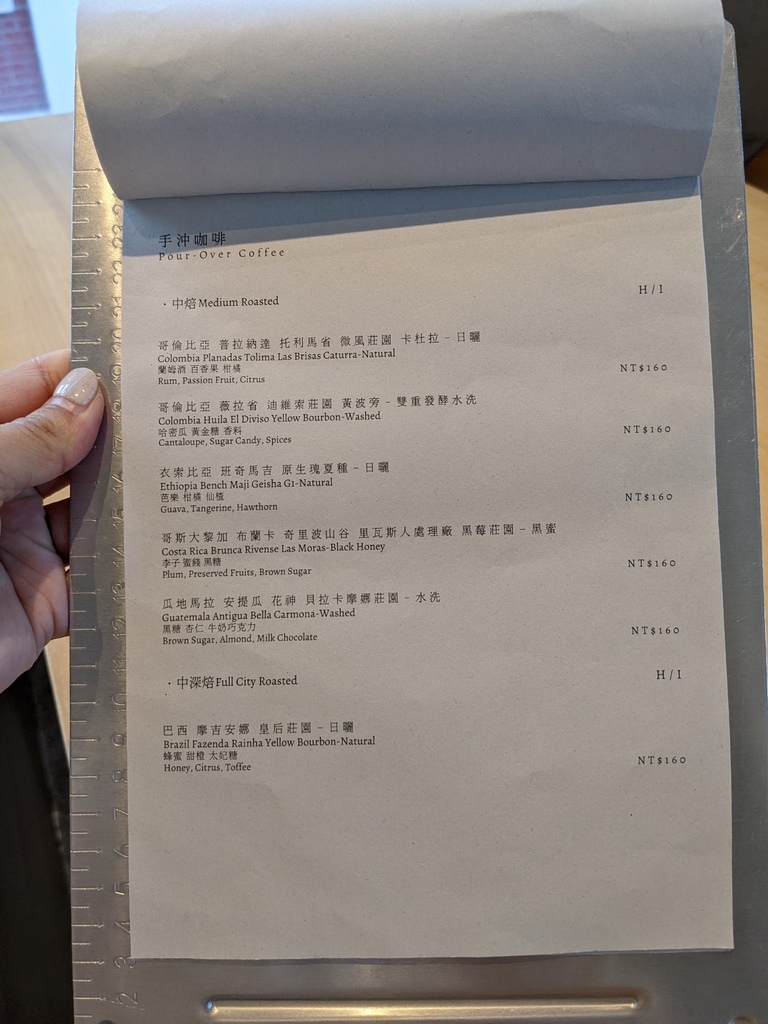 手沖咖啡
Pour-Over Coffee
H / I
· 中焙 Medium Roasted
哥倫比亞 普拉納達 托利馬省 微風莊園 卡杜拉 – 日曬
Colombia Planadas Tolima Las Brisas Caturra-Natural
蘭姆酒 百香果 柑橘
NT$160
Rum, Passion Fruit, Citrus
哥倫比亞 薇拉省 迪維索莊園 黃波旁 – 雙重發酵水洗
Colombia Huila El Diviso Yellow Bourbon-Washed
哈密瓜 黃金糖 香料
NT$160
Cantaloupe, Sugar Candy, Spices
衣索比亞 班奇馬吉 原生瑰夏種 – 日曬
Ethiopia Bench Maji Geisha G1-Natural
芭樂 柑橘 仙楂
NT$160
Guava, Tangerine, Hawthorn
哥斯大黎加 布蘭卡 奇里波山谷 里瓦斯人處理廠 黑莓莊園 – 黑蜜
Costa Rica Brunca Rivense Las Moras-Black Honey
李子 蜜餞 黑糖
NT$160
Plum, Preserved Fruits, Brown Sugar
瓜地馬拉 安提瓜 花神 貝拉卡摩娜莊園 – 水洗
Guatemala Antigua Bella Carmona-Washed
黑糖 杏仁 牛奶巧克力
NT$160
Brown Sugar, Almond, Milk Chocolate
H / I
· 中深焙 Full City Roasted
巴西 摩吉安娜 皇后莊園 – 日曬
Brazil Fazenda Rainha Yellow Bourbon-Natural
蜂蜜 甜橙 太妃糖
NT$160
Honey, Citrus, Toffee